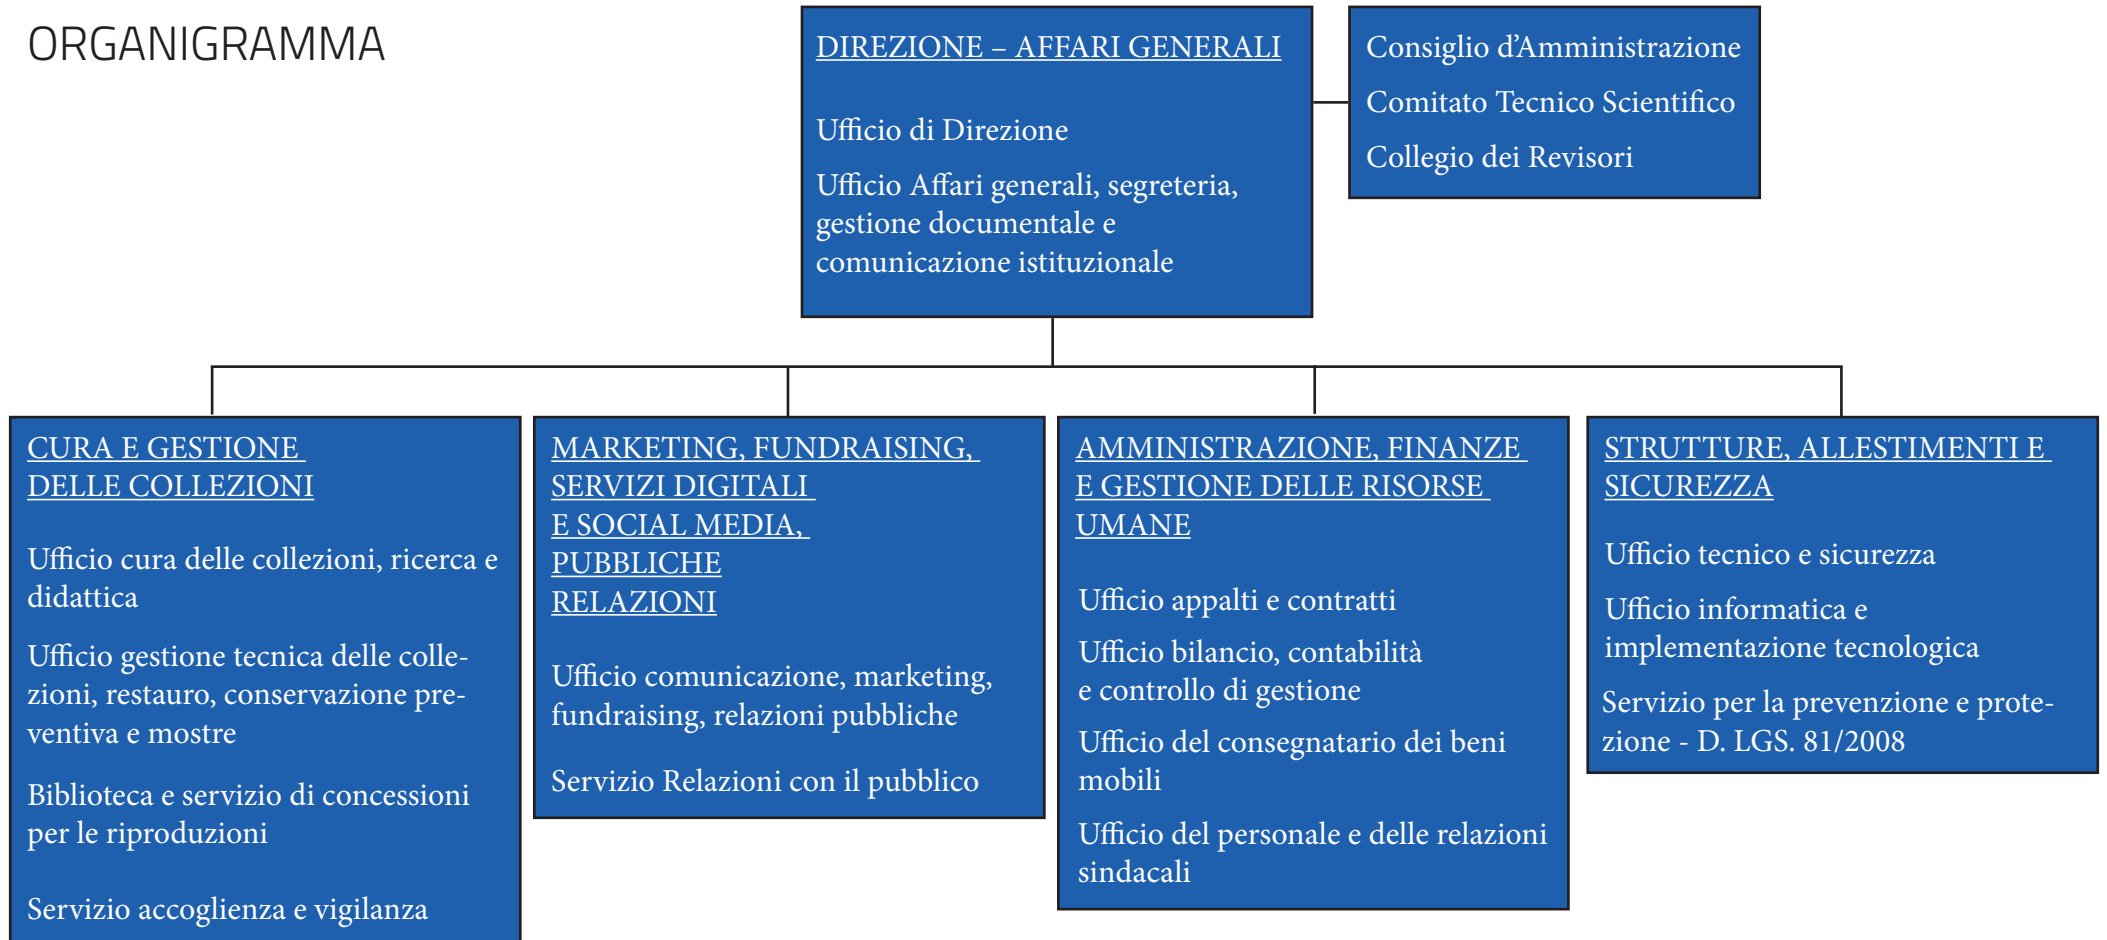 ORGANIGRAMMA
DIREZIONE – AFFARI GENERALI
Ufficio di Direzione
Ufficio Affari generali, segreteria,
gestione documentale e
comunicazione istituzionale
Consiglio d'Amministrazione
Comitato Tecnico Scientifico
Collegio dei Revisori
CURA E GESTIONE
DELLE COLLEZIONI
Ufficio cura delle collezioni, ricerca e
didattica
Ufficio gestione tecnica delle colle-
zioni, restauro, conservazione pre-
ventiva e mostre
Biblioteca e servizio di concessioni
per le riproduzioni
Servizio accoglienza e vigilanza
MARKETING, FUNDRAISING,
SERVIZI DIGITALI
E SOCIAL MEDIA,
PUBBLICHE
RELAZIONI
Ufficio comunicazione, marketing,
fundraising, relazioni pubbliche
Servizio Relazioni con il pubblico
AMMINISTRAZIONE, FINANZE
E GESTIONE DELLE RISORSE
UMANE
Ufficio appalti e contratti
Ufficio bilancio, contabilità
e controllo di gestione
Ufficio del consegnatario dei beni
mobili
Ufficio del personale e delle relazioni
sindacali
STRUTTURE, ALLESTIMENTI E
SICUREZZA
Ufficio tecnico e sicurezza
Ufficio informatica e
implementazione tecnologica
Servizio per la prevenzione e prote-
zione - D. LGS. 81/2008